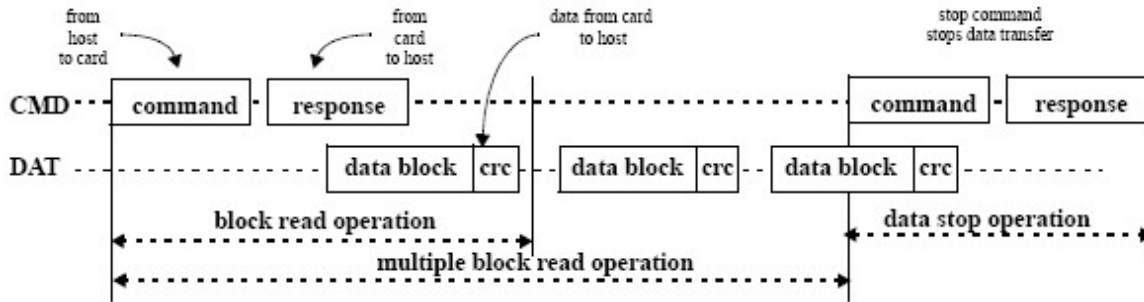 from
host
to card
from
card
to host
data from card
to host
stop command
stops data transfer
CMD
command
response
command
response
DAT
data block
crc
data block
crc
data block
crc
block read operation
data stop operation
multiple block read operation